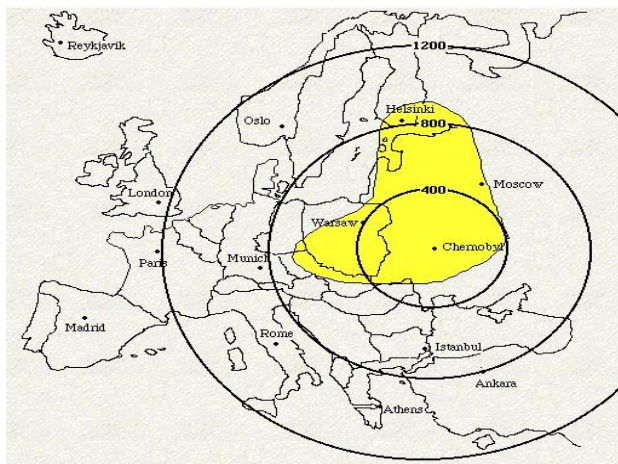 Reykjavik
1200
Helsinki
Oslo
800
Moscow
400
London
Warsaw
Chernobyl
Paris
Munich
Madrid
Rome
Istanbul
Ankara
Athens